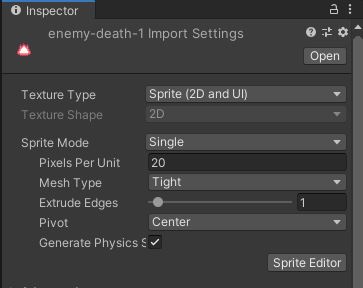 Inspector
enemy-death-1 Import Settings
Open
Texture Type Sprite (2D and UI)
Texture Shape 2D
Sprite Mode Single
Pixels Per Unit 20
Mesh Type Tight
Extrude Edges 1
Pivot Center
Generate Physics S
Sprite Editor